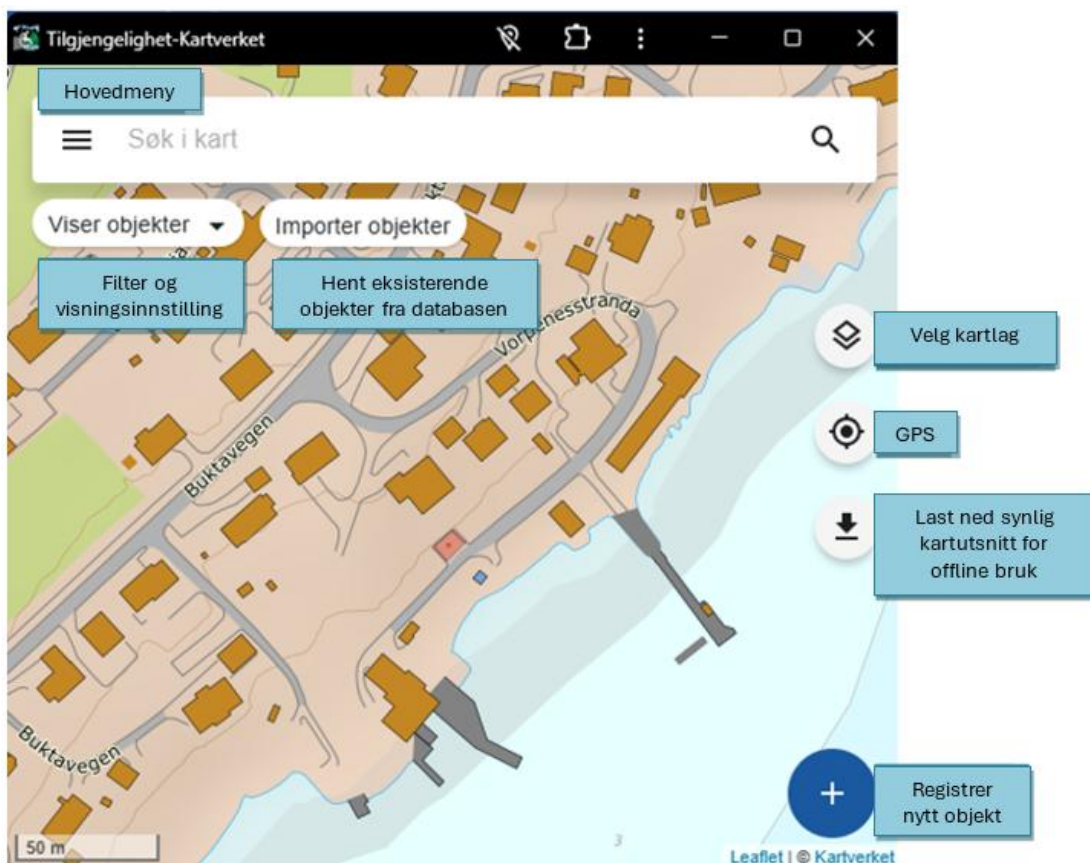 Tilgjengelighet-Kartverket
Hovedmeny
Søk i kart
Viser objekter
Importer objekter
Filter og
visningsinnstilling
Hent eksisterende
objekter fra databasen
Vorpenesstranda
Velg kartlag
GPS
Buktavegen
Last ned synlig
kartutsnitt for
offline bruk
Buktavegen
Registrer
nytt objekt
50 m
3
Leaflet | © Kartverket